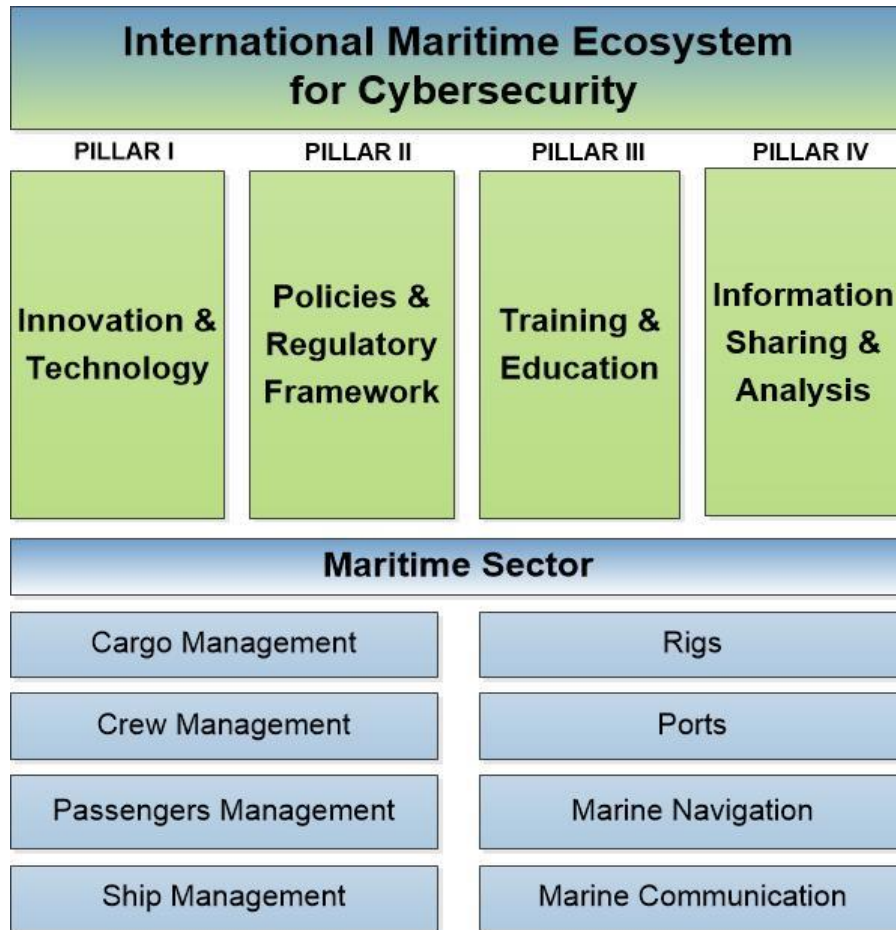 International Maritime Ecosystem
for Cybersecurity
PILLAR I
PILLAR II
PILLAR III
PILLAR IV
Innovation &
Technology
Policies &
Regulatory
Framework
Training &
Education
Information
Sharing &
Analysis
Maritime Sector
Cargo Management
Rigs
Crew Management
Ports
Passengers Management
Marine Navigation
Ship Management
Marine Communication